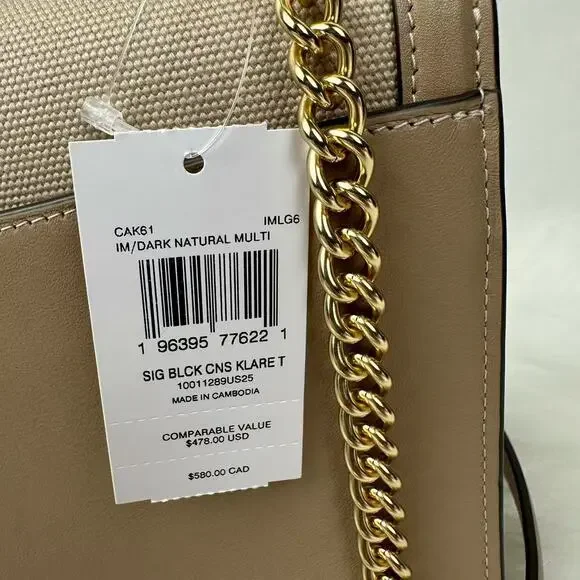 CAK61 IMLG6
IM/DARK NATURAL MULTI
1 96395 77622 1
SIG BLCK CNS KLARE T
10011289US25
MADE IN CAMBODIA
COMPARABLE VALUE
$478.00 USD
$580.00 CAD